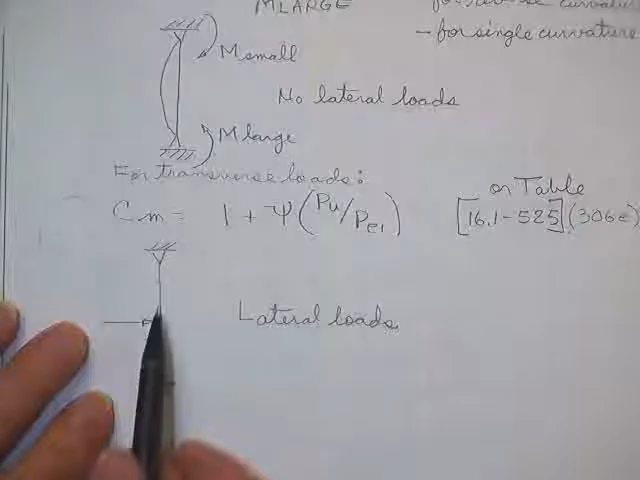 MLARGE
- for single curvature
Msmall
No lateral loads
Mlarge
For transverse loads:
or Table
Cm = 1 + Ψ(Pu/Pe1) [16.1-525](306e)
Lateral loads